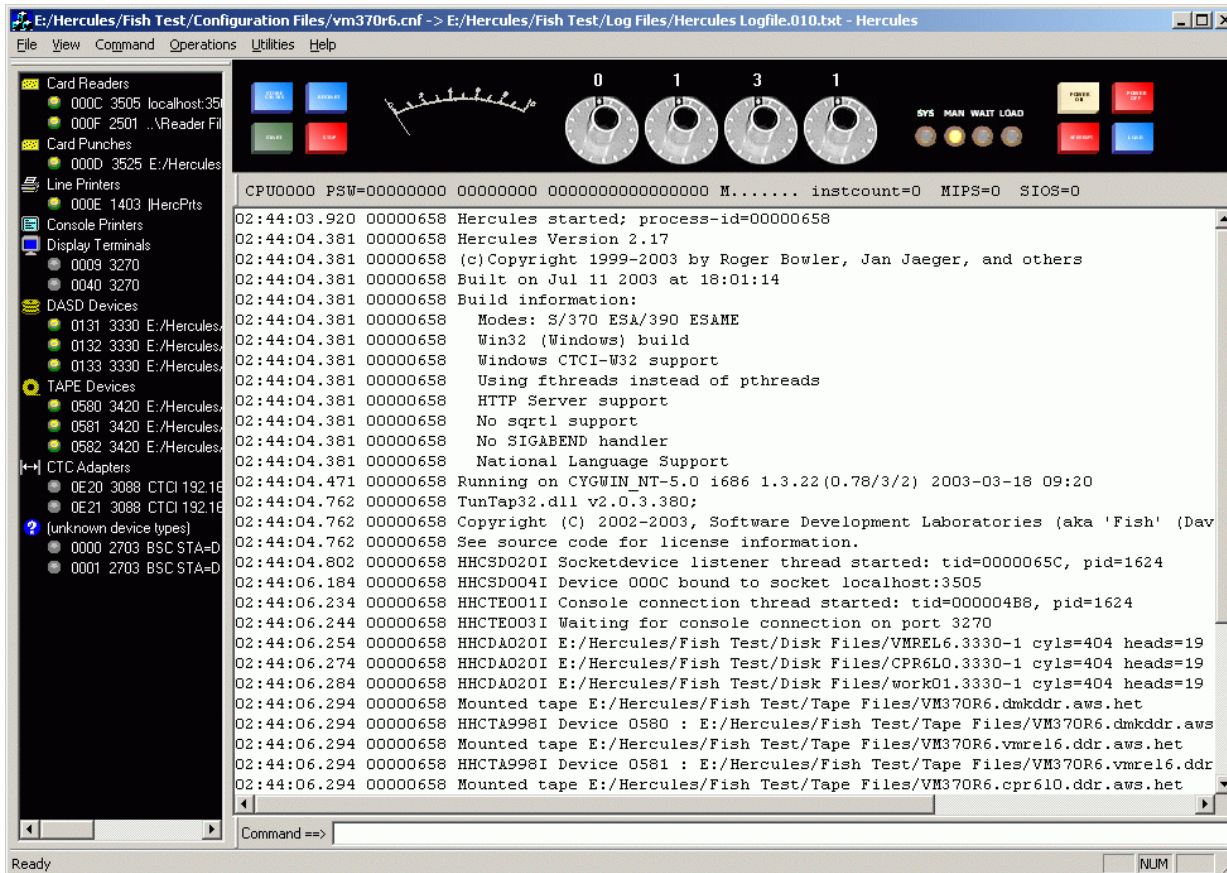 E:/Hercules/Fish Test/Configuration Files/vm370r6.cnf -> E:/Hercules/Fish Test/Log Files/Hercules Logfile.010.txt - Hercules
File View Command Operations Utilities Help
Card Readers
000C 3505 localhost:350
000F 2501 ..\Reader Fil
Card Punches
000D 3525 E:/Hercules
Line Printers
000E 1403 |HercPrts
Console Printers
Display Terminals
0009 3270
0040 3270
DASD Devices
0131 3330 E:/Hercules/
0132 3330 E:/Hercules/
0133 3330 E:/Hercules/
TAPE Devices
0580 3420 E:/Hercules/
0581 3420 E:/Hercules/
0582 3420 E:/Hercules/
CTC Adapters
0E20 3088 CTCI 192.16
0E21 3088 CTCI 192.16
(unknown device types)
0000 2703 BSC STA=D
0001 2703 BSC STA=D
0 1 3 1
SYS MAN WAIT LOAD
POWER ON
POWER OFF
START
STOP
INTERRUPT
LOAD
CPU0000 PSW=00000000 00000000 0000000000000000 M....... instcount=0 MIPS=0 SIOS=0
02:44:03.920 00000658 Hercules started; process-id=00000658
02:44:04.381 00000658 Hercules Version 2.17
02:44:04.381 00000658 (c)Copyright 1999-2003 by Roger Bowler, Jan Jaeger, and others
02:44:04.381 00000658 Built on Jul 11 2003 at 18:01:14
02:44:04.381 00000658 Build information:
02:44:04.381 00000658 Modes: S/370 ESA/390 ESAME
02:44:04.381 00000658 Win32 (Windows) build
02:44:04.381 00000658 Windows CTCI-W32 support
02:44:04.381 00000658 Using fthreads instead of pthreads
02:44:04.381 00000658 HTTP Server support
02:44:04.381 00000658 No sqrtl support
02:44:04.381 00000658 No SIGABEND handler
02:44:04.381 00000658 National Language Support
02:44:04.471 00000658 Running on CYGWIN_NT-5.0 i686 1.3.22(0.78/3/2) 2003-03-18 09:20
02:44:04.762 00000658 TunTap32.dll v2.0.3.380;
02:44:04.762 00000658 Copyright (C) 2002-2003, Software Development Laboratories (aka 'Fish' (Dav
02:44:04.762 00000658 See source code for license information.
02:44:04.802 00000658 HHCSD020I Socketdevice listener thread started: tid=0000065C, pid=1624
02:44:06.184 00000658 HHCSD004I Device 000C bound to socket localhost:3505
02:44:06.234 00000658 HHCTE001I Console connection thread started: tid=000004B8, pid=1624
02:44:06.244 00000658 HHCTE003I Waiting for console connection on port 3270
02:44:06.254 00000658 HHCDA020I E:/Hercules/Fish Test/Disk Files/VMREL6.3330-1 cyls=404 heads=19
02:44:06.274 00000658 HHCDA020I E:/Hercules/Fish Test/Disk Files/CPR6L0.3330-1 cyls=404 heads=19
02:44:06.284 00000658 HHCDA020I E:/Hercules/Fish Test/Disk Files/work01.3330-1 cyls=404 heads=19
02:44:06.294 00000658 Mounted tape E:/Hercules/Fish Test/Tape Files/VM370R6.dmkddr.aws.het
02:44:06.294 00000658 HHCTA998I Device 0580 : E:/Hercules/Fish Test/Tape Files/VM370R6.dmkddr.aws
02:44:06.294 00000658 Mounted tape E:/Hercules/Fish Test/Tape Files/VM370R6.vmrel6.ddr.aws.het
02:44:06.294 00000658 HHCTA998I Device 0581 : E:/Hercules/Fish Test/Tape Files/VM370R6.vmrel6.ddr
02:44:06.294 00000658 Mounted tape E:/Hercules/Fish Test/Tape Files/VM370R6.cpr6l0.ddr.aws.het
Command ==>
Ready
NUM